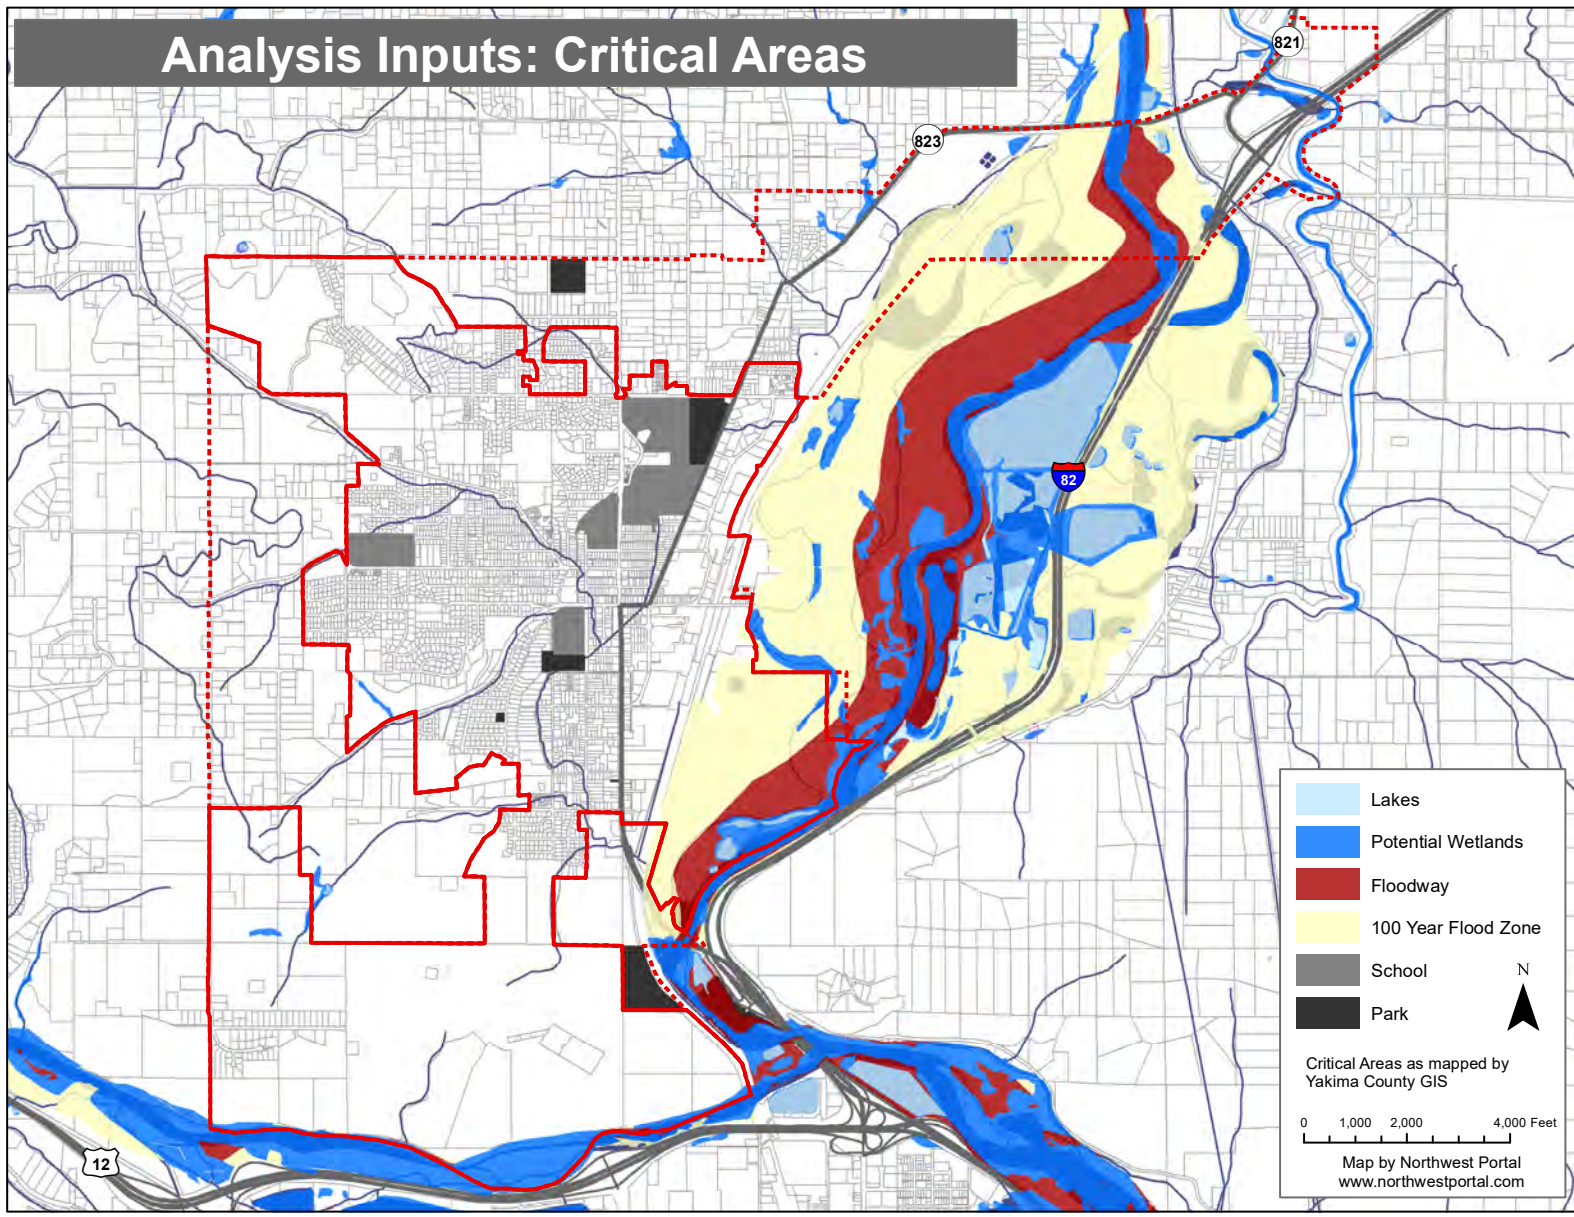 Analysis Inputs: Critical Areas
821
823
82
12
Lakes
Potential Wetlands
Floodway
100 Year Flood Zone
School
Park
N
Critical Areas as mapped by
Yakima County GIS
0 1,000 2,000 4,000 Feet
Map by Northwest Portal
www.northwestportal.com